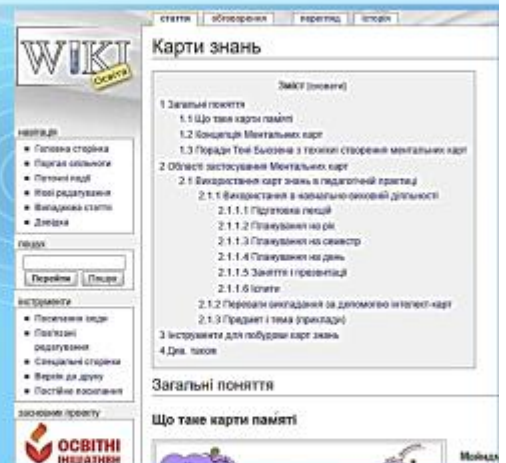 стаття обговорення перегляд історія
WIKI
Освіта
Карти знань
Зміст [сховати]
1 Загальні поняття
1.1 Що таке карти памяті
1.2 Концепція Ментальних карт
1.3 Поради Тоні Бьюзена з техніки створення ментальних карт
2 Області застосування Ментальних карт
2.1 Використання карт знань в педагогічній практиці
2.1.1 Використання в навчально-виховній діяльності
2.1.1.1 Підготовка лекцій
2.1.1.2 Планування на рік
2.1.1.3 Планування на семестр
2.1.1.4 Планування на день
2.1.1.5 Заняття і презентації
2.1.1.6 Іспити
2.1.2 Переваги викладання за допомогою інтелект-карт
2.1.3 Предмет і тема (приклади)
3 Інструменти для побудови карт знань
4 Див. також
Загальні поняття
Що таке карти памяті
навігація
Головна сторінка
Портал спільноти
Поточні події
Нові редагування
Випадкова стаття
Довідка
пошук
Перейти Пошук
інструменти
Посилання сюди
Пов'язані
редагування
Спеціальні сторінки
Версія до друку
Постійне посилання
засновник проекту
ОСВІТНІ
ІНІЦІАТИВИ